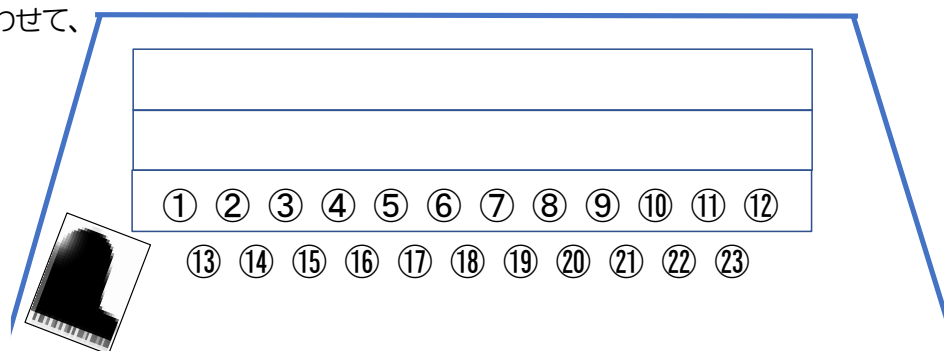 わせて、
① ② ③ ④ ⑤ ⑥ ⑦ ⑧ ⑨ ⑩ ⑪ ⑫
⑬ ⑭ ⑮ ⑯ ⑰ ⑱ ⑲ ⑳ ㉑ ㉒ ㉓